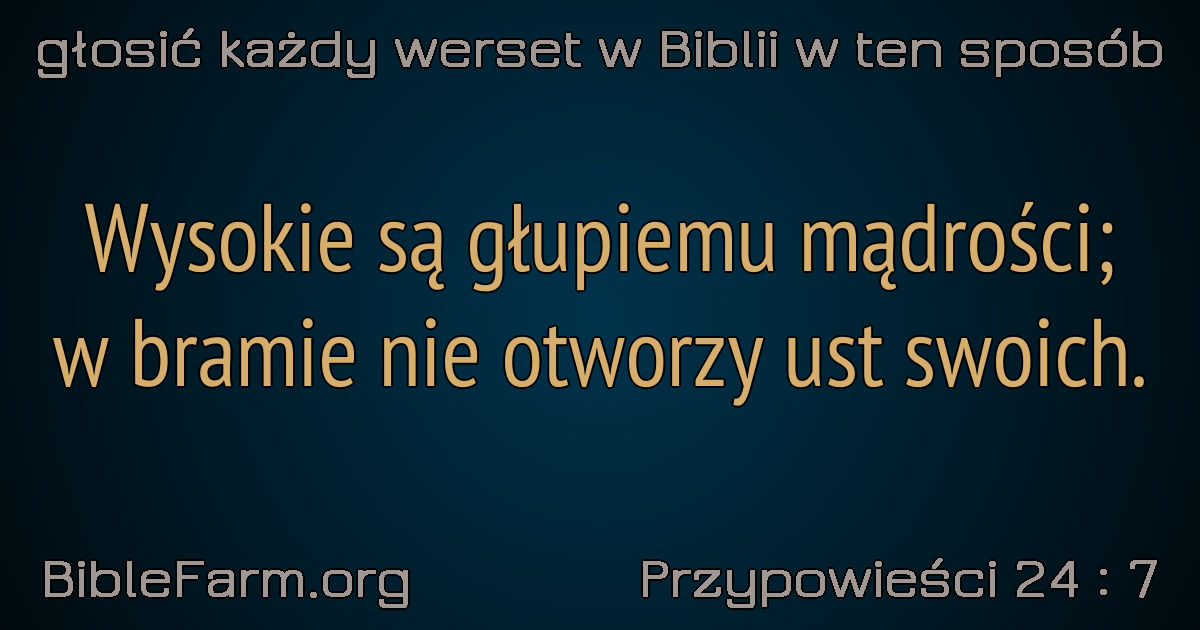 głosić każdy werset w Biblii w ten sposób
Wysokie są głupiemu mądrości;
w bramie nie otworzy ust swoich.
BibleFarm.org
Przypowieści 24 : 7